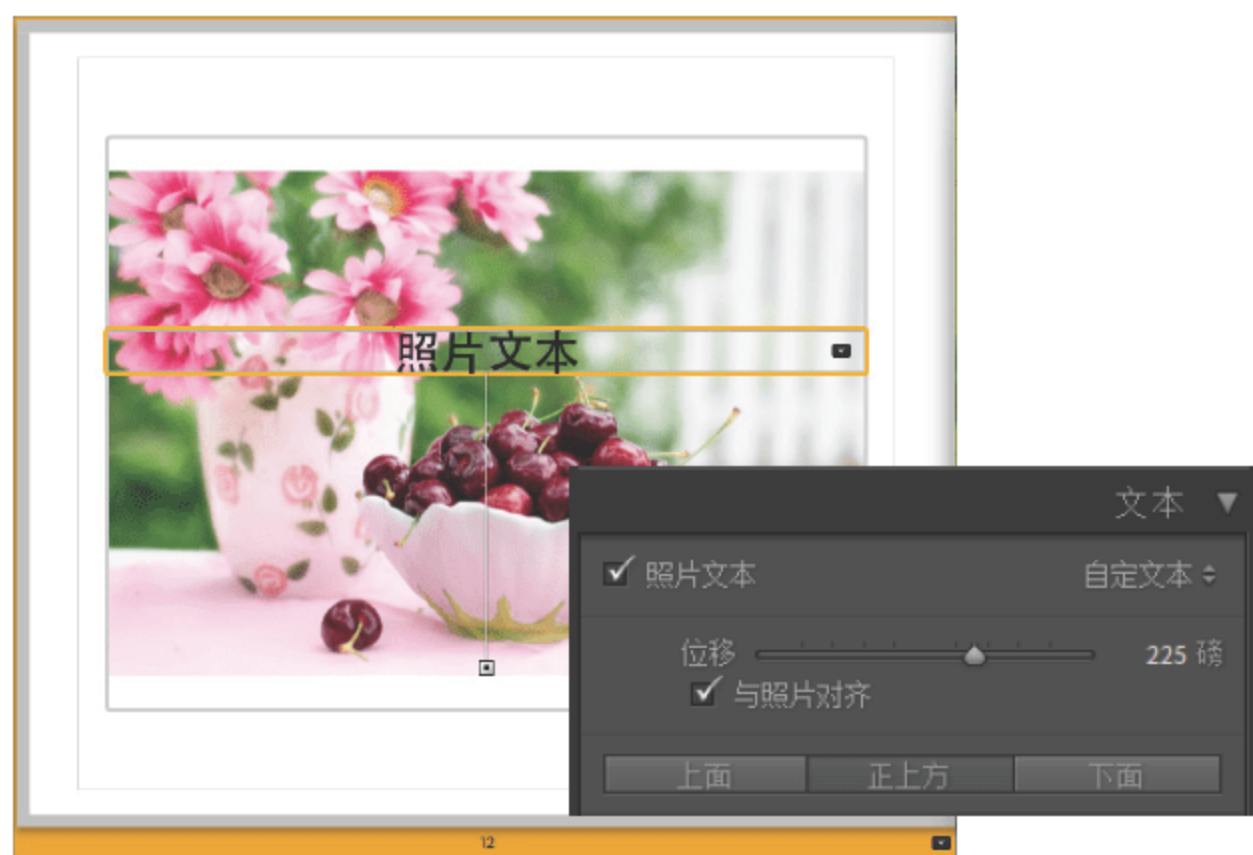 照片文本
文本
照片文本 自定文本
位移 225 磅
与照片对齐
上面 正上方 下面
12